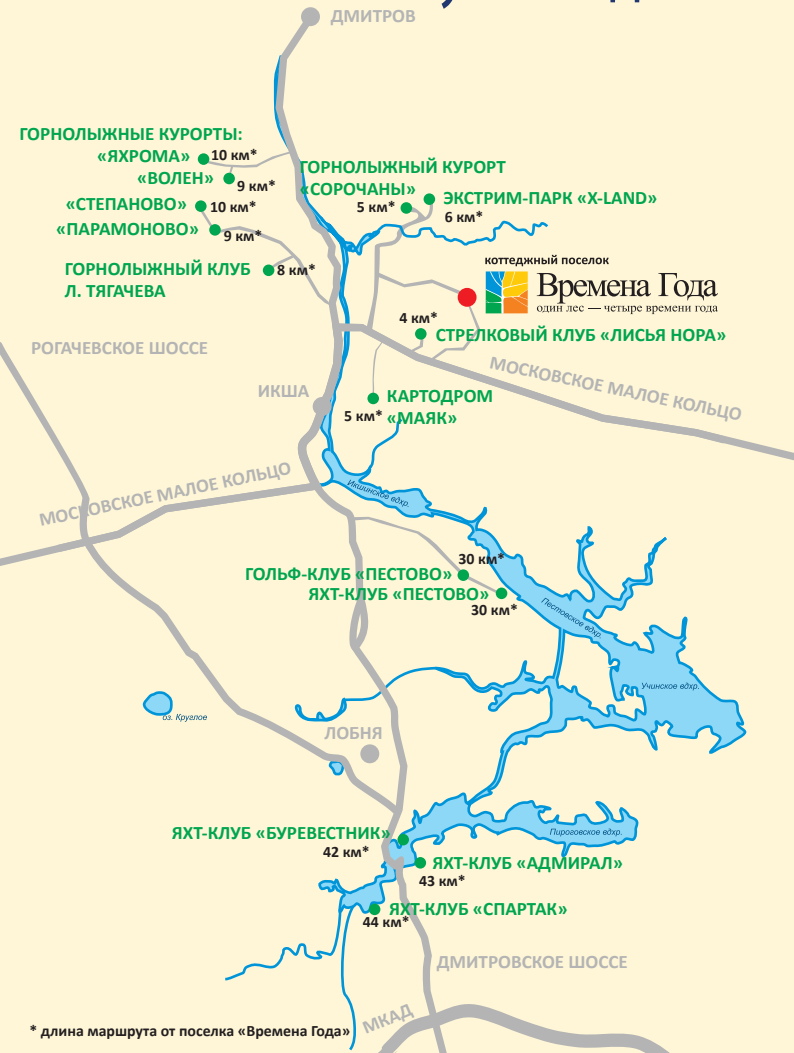 ДМИТРОВ
ГОРНОЛЫЖНЫЕ КУРОРТЫ:
«ЯХРОМА» 10 км*
«ВОЛЕН» 9 км*
«СТЕПАНОВО» 10 км*
«ПАРАМОНОВО» 9 км*
ГОРНОЛЫЖНЫЙ КЛУБ 8 км*
Л. ТЯГАЧЕВА
ГОРНОЛЫЖНЫЙ КУРОРТ
«СОРОЧАНЫ»
5 км*
ЭКСТРИМ-ПАРК «X-LAND»
6 км*
коттеджный поселок
Времена Года
один лес — четыре времени года
4 км*
СТРЕЛКОВЫЙ КЛУБ «ЛИСЬЯ НОРА»
РОГАЧЕВСКОЕ ШОССЕ
МОСКОВСКОЕ МАЛОЕ КОЛЬЦО
ИКША
КАРТОДРОМ
5 км* «МАЯК»
МОСКОВСКОЕ МАЛОЕ КОЛЬЦО
Икшинское вдхр.
30 км*
ГОЛЬФ-КЛУБ «ПЕСТОВО»
ЯХТ-КЛУБ «ПЕСТОВО»
30 км*
Пестовское вдхр.
Учинское вдхр.
оз. Круглое
ЛОБНЯ
ЯХТ-КЛУБ «БУРЕВЕСТНИК»
42 км*
Пироговское вдхр.
ЯХТ-КЛУБ «АДМИРАЛ»
43 км*
ЯХТ-КЛУБ «СПАРТАК»
44 км*
ДМИТРОВСКОЕ ШОССЕ
МКАД
* длина маршрута от поселка «Времена Года»